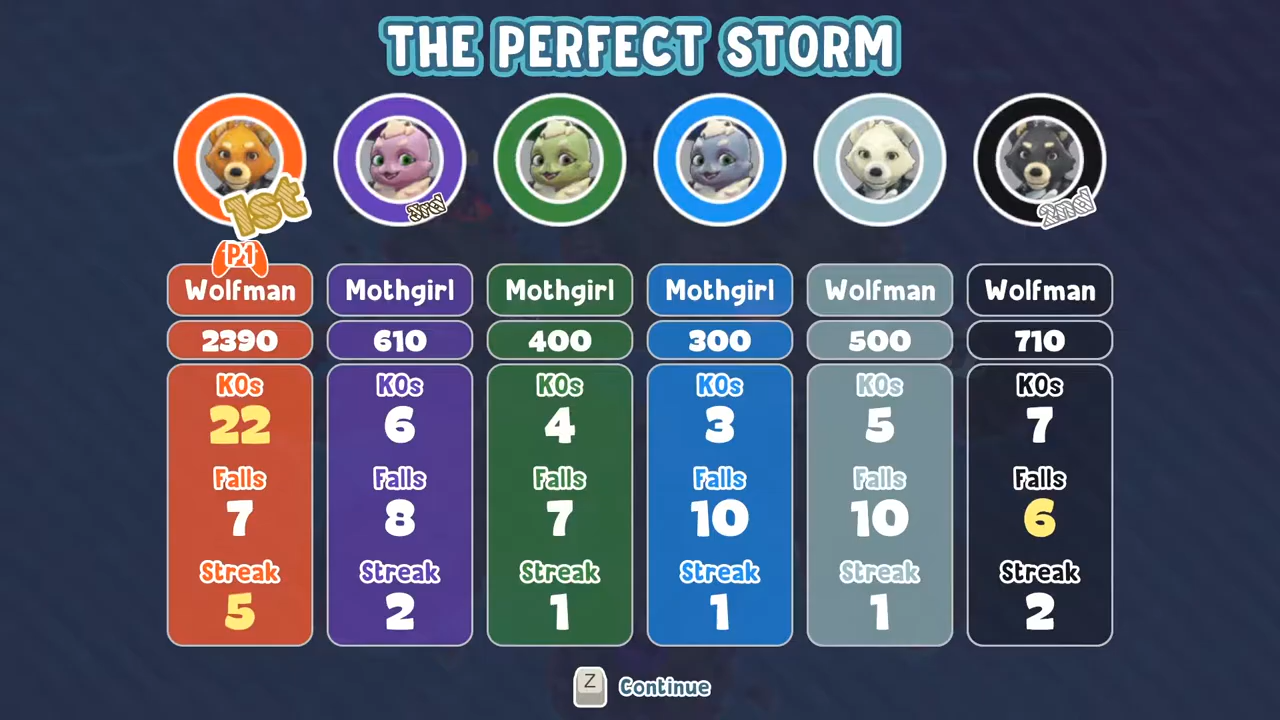 THE PERFECT STORM
1st
3rd
2nd
P1
Wolfman
Mothgirl
Mothgirl
Mothgirl
Wolfman
Wolfman
2390
610
400
300
500
710
KOs
KOs
KOs
KOs
KOs
KOs
22
6
4
3
5
7
Falls
Falls
Falls
Falls
Falls
Falls
7
8
7
10
10
6
Streak
Streak
Streak
Streak
Streak
Streak
5
2
1
1
1
2
Z
Continue